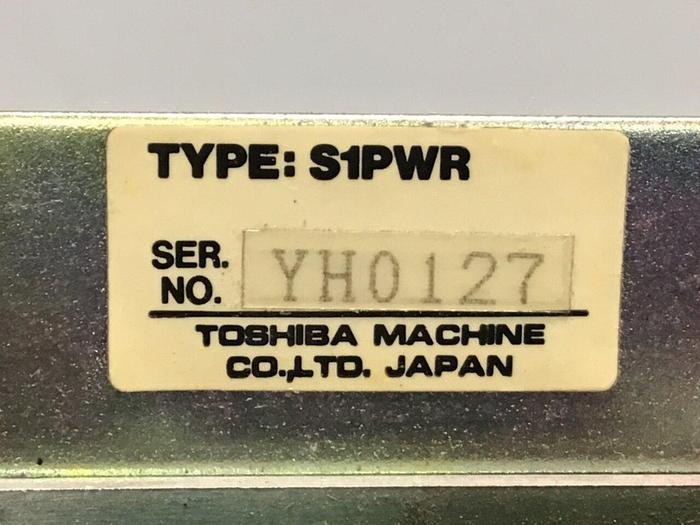 TYPE: S1PWR
SER. NO. YH0127
TOSHIBA MACHINE
CO.,LTD. JAPAN